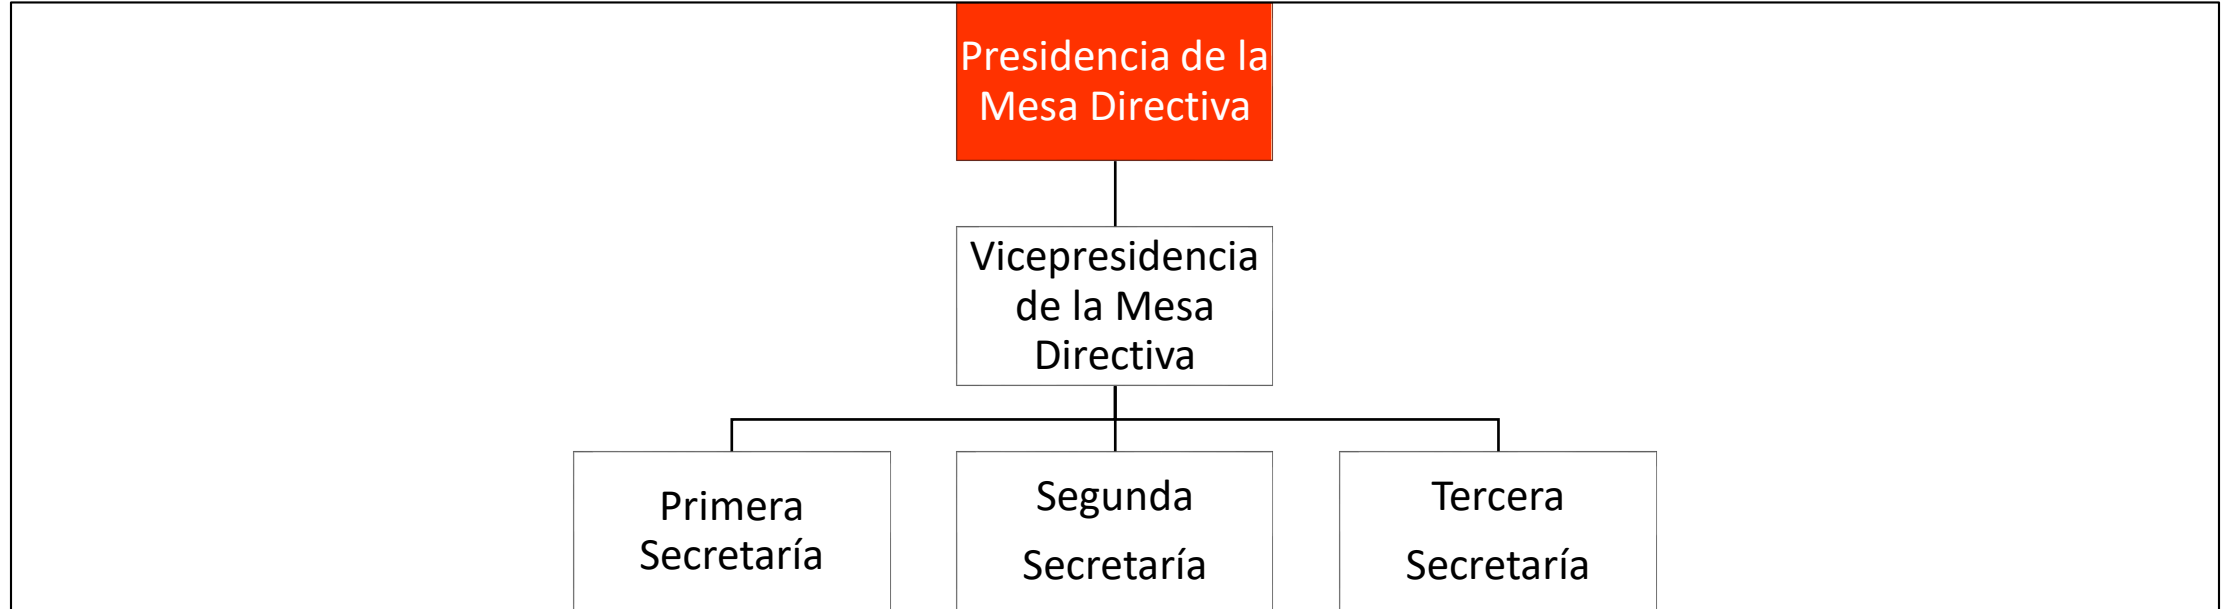 Presidencia de la
Mesa Directiva
Vicepresidencia
de la Mesa
Directiva
Primera
Secretaría
Segunda
Secretaría
Tercera
Secretaría